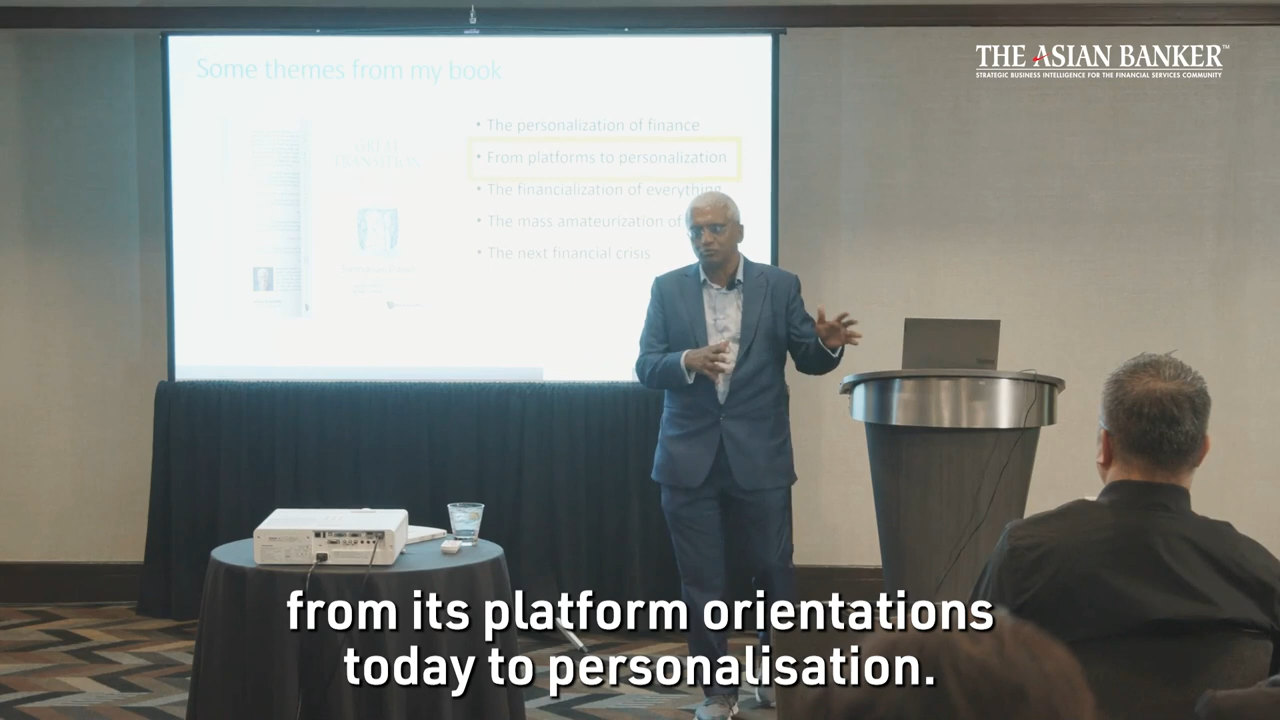 THE ASIAN BANKER™
STRATEGIC BUSINESS INTELLIGENCE FOR THE FINANCIAL SERVICES COMMUNITY
Some themes from my book
• The personalization of finance
• From platforms to personalization
• The financialization of everything
• The mass amateurization of
• The next financial crisis
GREAT
TRANSITION
from its platform orientations
today to personalisation.